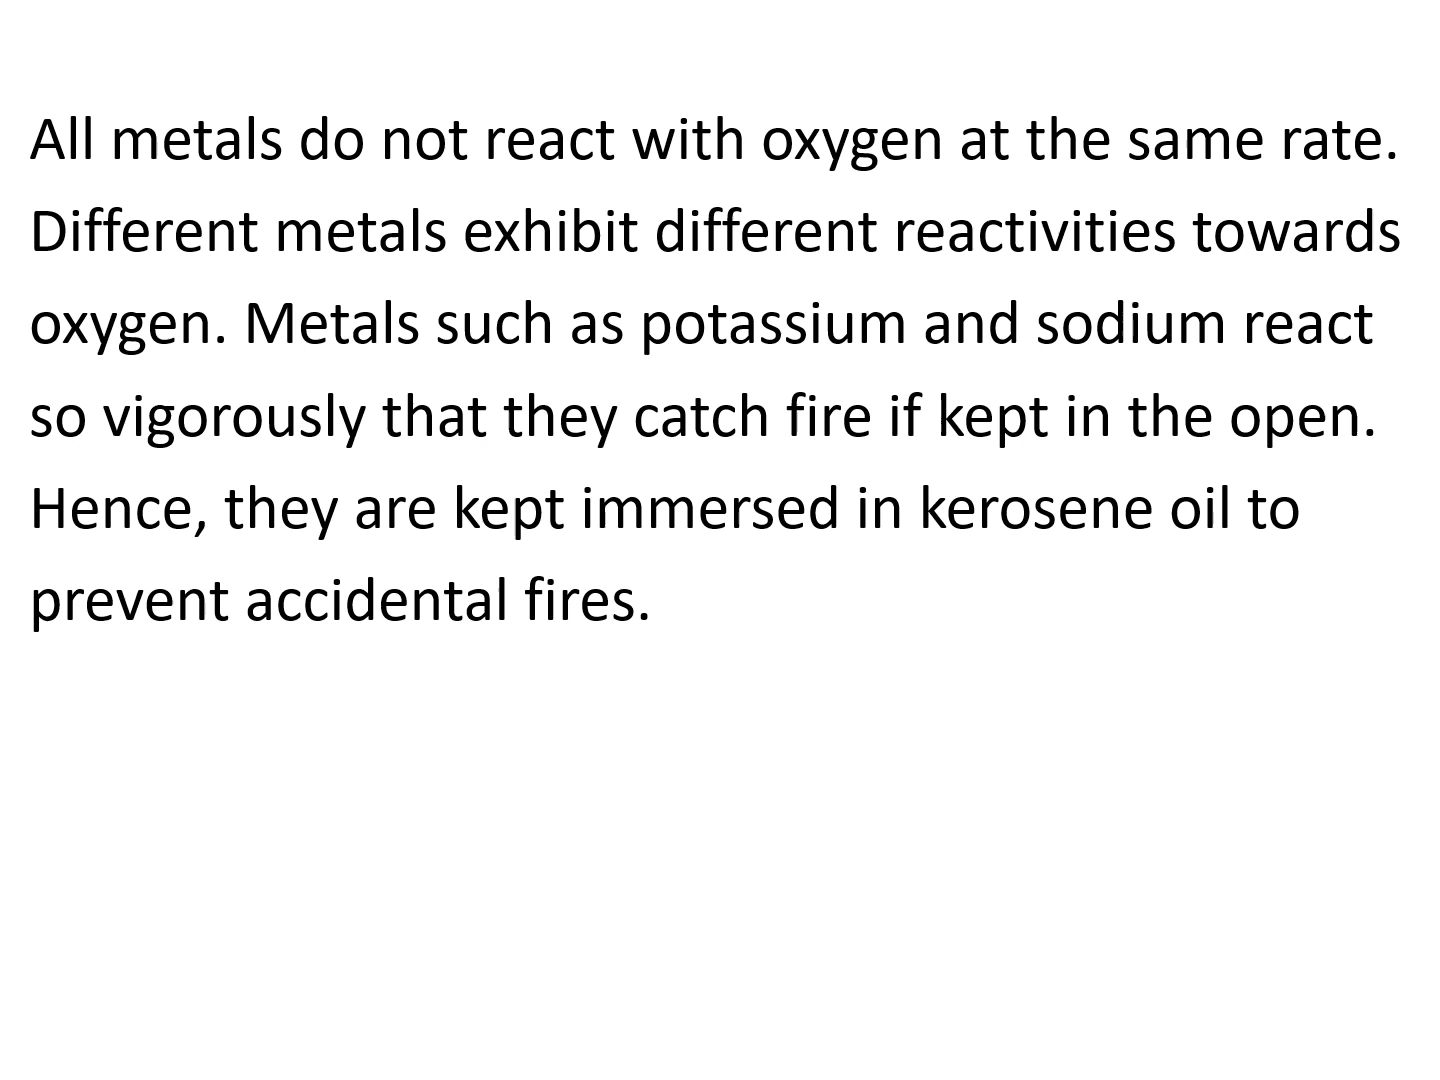 All metals do not react with oxygen at the same rate.
Different metals exhibit different reactivities towards
oxygen. Metals such as potassium and sodium react
so vigorously that they catch fire if kept in the open.
Hence, they are kept immersed in kerosene oil to
prevent accidental fires.